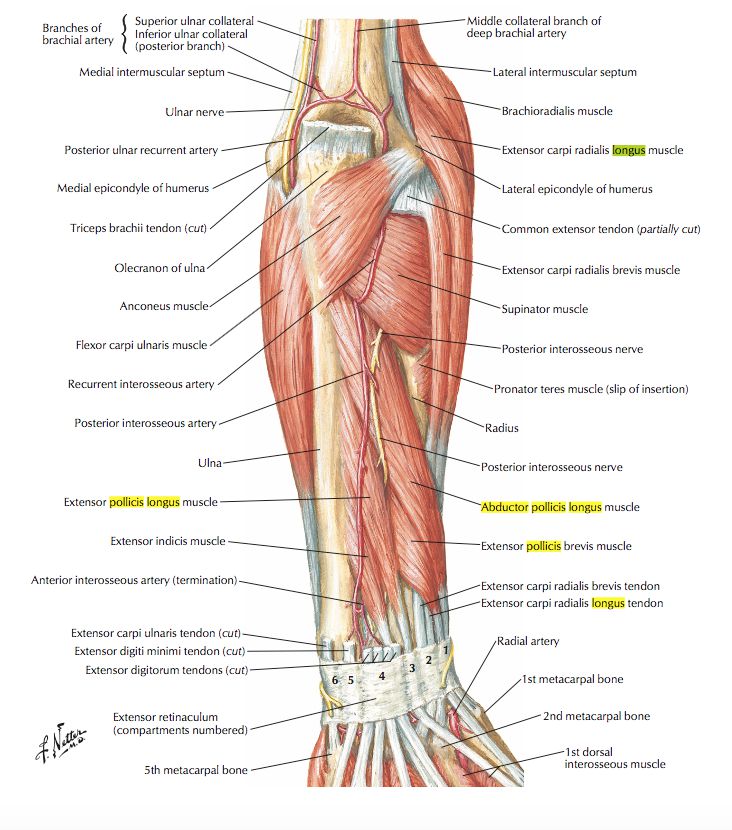 Branches of
brachial artery
Superior ulnar collateral
Inferior ulnar collateral
(posterior branch)
Medial intermuscular septum
Ulnar nerve
Posterior ulnar recurrent artery
Medial epicondyle of humerus
Triceps brachii tendon (cut)
Olecranon of ulna
Anconeus muscle
Flexor carpi ulnaris muscle
Recurrent interosseous artery
Posterior interosseous artery
Ulna
Extensor pollicis longus muscle
Extensor indicis muscle
Anterior interosseous artery (termination)
Extensor carpi ulnaris tendon (cut)
Extensor digiti minimi tendon (cut)
Extensor digitorum tendons (cut)
Extensor retinaculum
(compartments numbered)
5th metacarpal bone
Middle collateral branch of
deep brachial artery
Lateral intermuscular septum
Brachioradialis muscle
Extensor carpi radialis longus muscle
Lateral epicondyle of humerus
Common extensor tendon (partially cut)
Extensor carpi radialis brevis muscle
Supinator muscle
Posterior interosseous nerve
Pronator teres muscle (slip of insertion)
Radius
Posterior interosseous nerve
Abductor pollicis longus muscle
Extensor pollicis brevis muscle
Extensor carpi radialis brevis tendon
Extensor carpi radialis longus tendon
Radial artery
1st metacarpal bone
2nd metacarpal bone
1st dorsal
interosseous muscle
6 5 4 3 2 1
F. Netter
M.D.